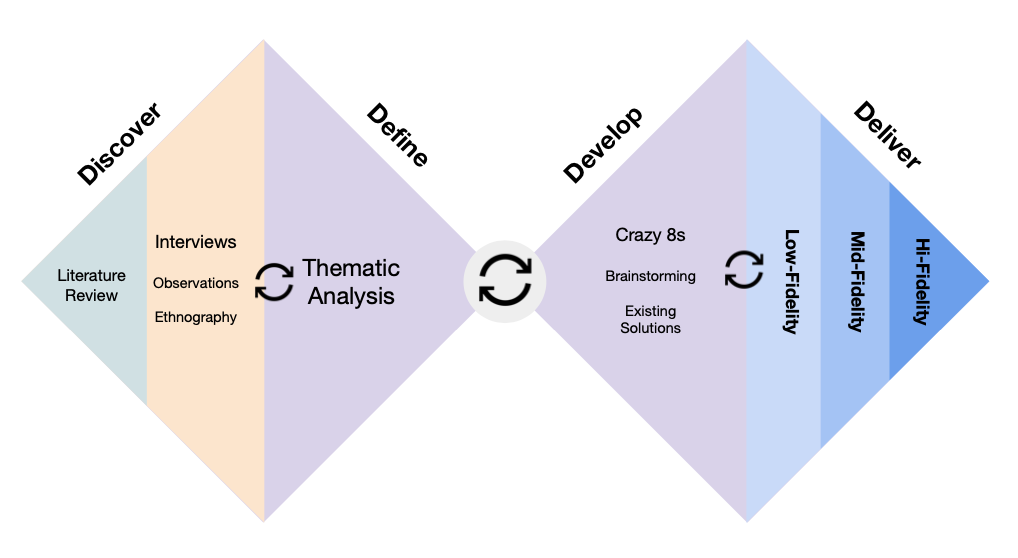 Discover
Define
Develop
Deliver
Literature
Review
Interviews
Observations
Ethnography
Thematic
Analysis
Crazy 8s
Brainstorming
Existing
Solutions
Low-Fidelity
Mid-Fidelity
Hi-Fidelity